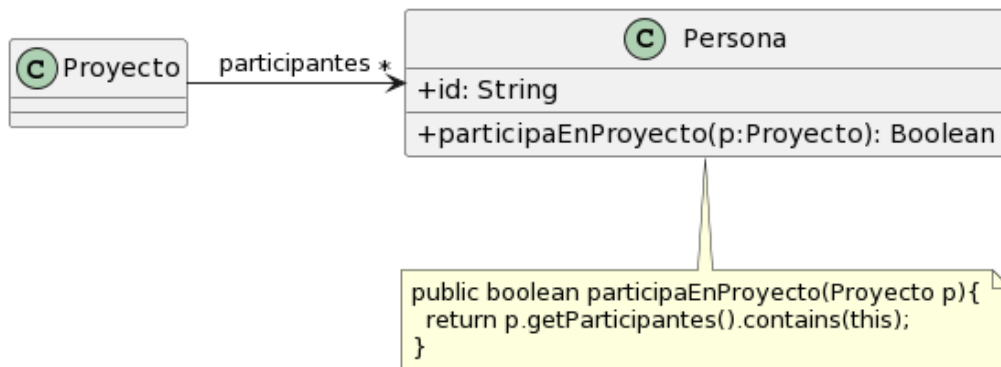 C Persona
C Proyecto
participantes *
+id: String
+participaEnProyecto(p:Proyecto): Boolean
public boolean participaEnProyecto(Proyecto p){
return p.getParticipantes().contains(this);
}